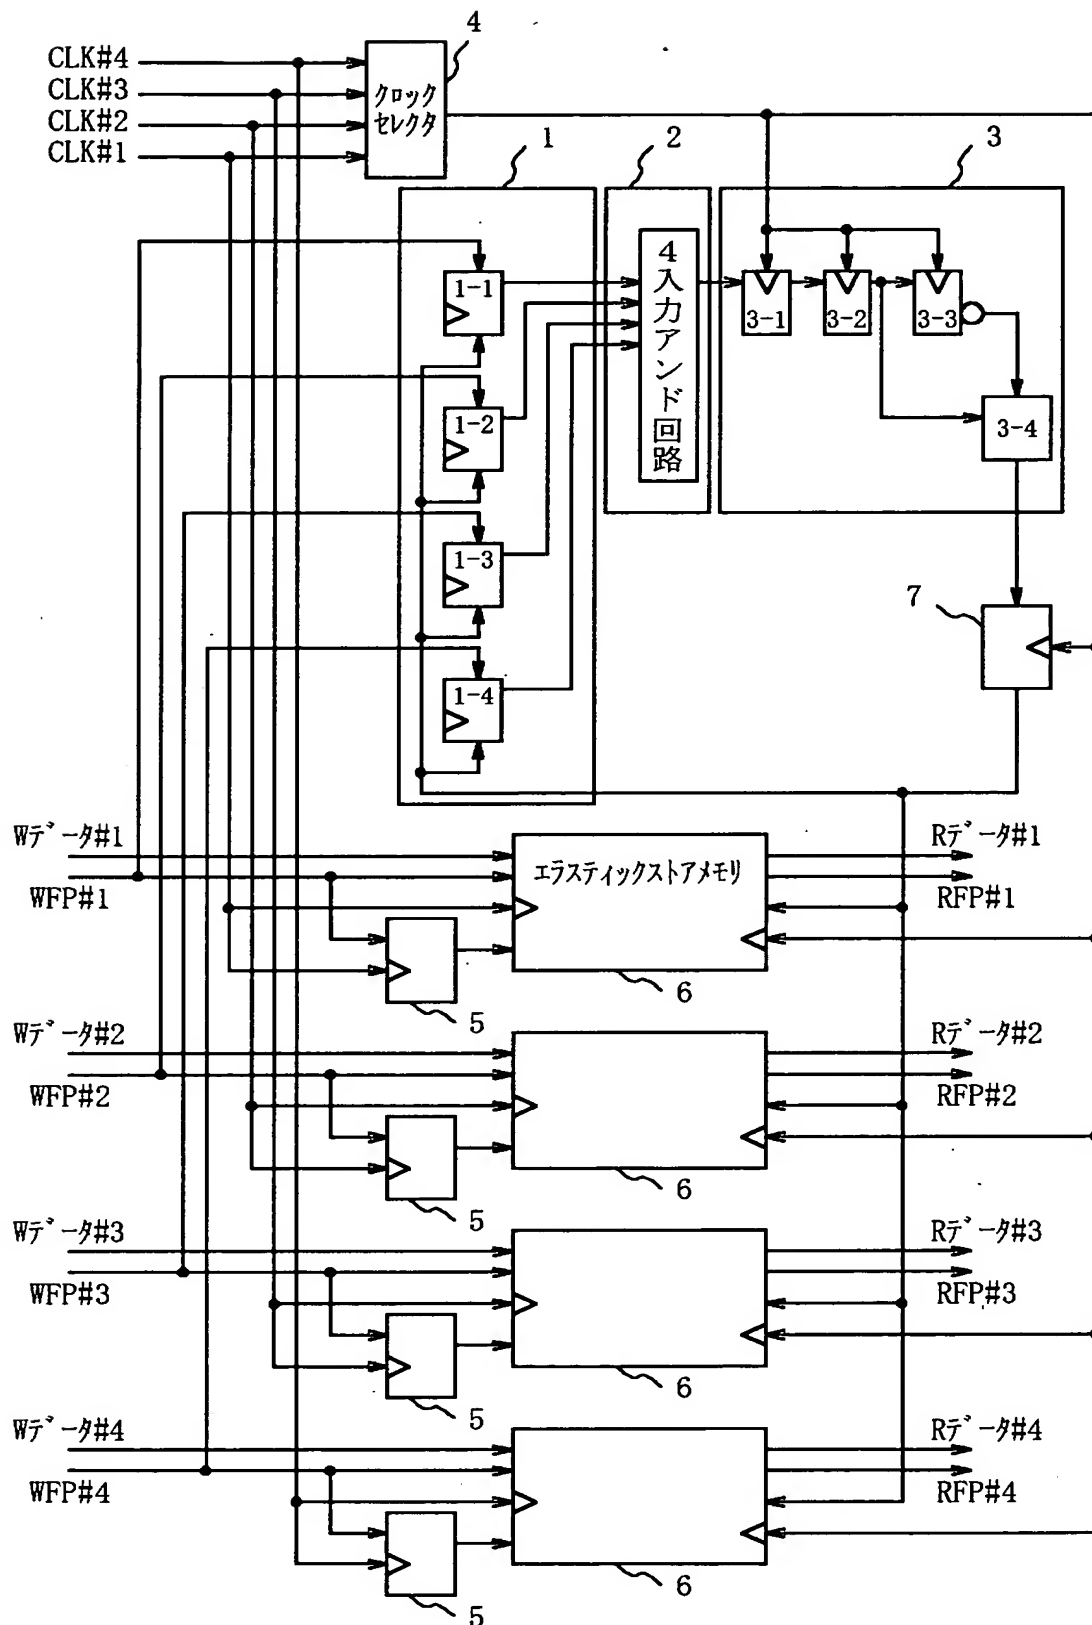 4
CLK#4
CLK#3
CLK#2
CLK#1
クロック
セレクタ
1
2
3
4入力アンド回路
1-1
1-2
1-3
1-4
3-1
3-2
3-3
3-4
7
Wデータ#1
WFP#1
エラスティックストアメモリ
Rデータ#1
RFP#1
6
5
Wデータ#2
WFP#2
Rデータ#2
RFP#2
6
5
Wデータ#3
WFP#3
Rデータ#3
RFP#3
6
5
Wデータ#4
WFP#4
Rデータ#4
RFP#4
6
5